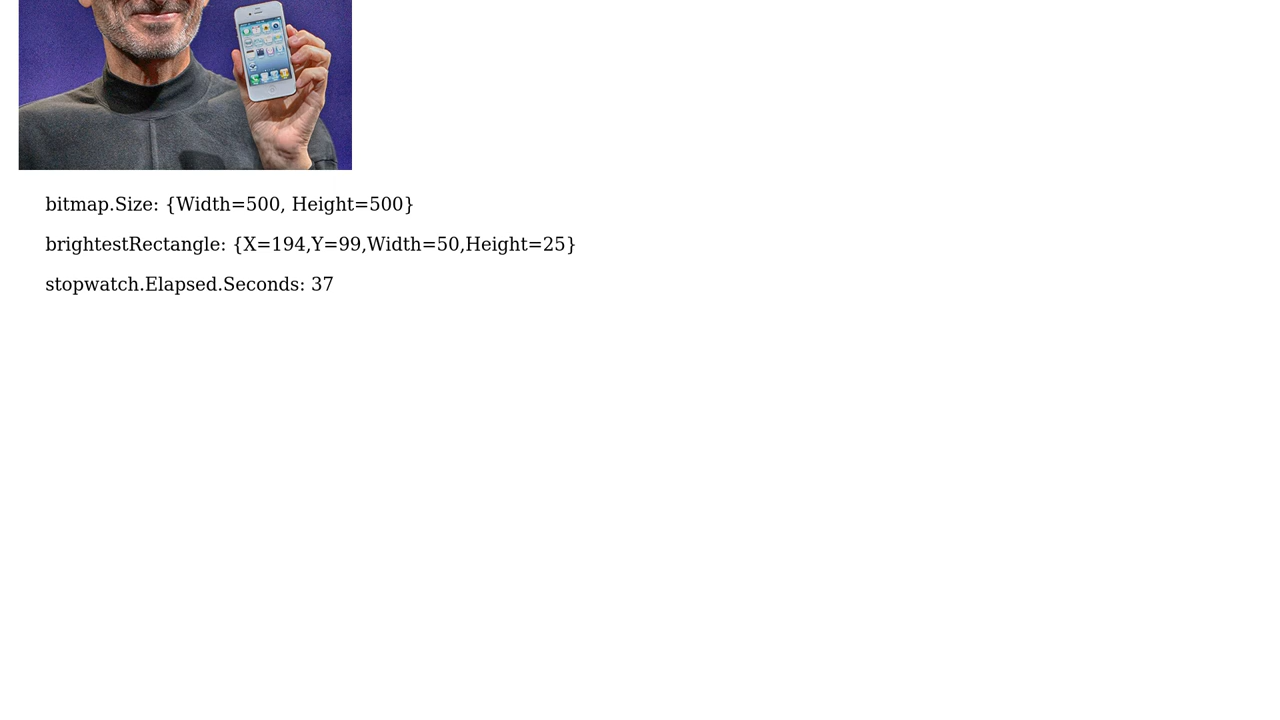 bitmap.Size: {Width=500, Height=500}
brightestRectangle: {X=194,Y=99,Width=50,Height=25}
stopwatch.Elapsed.Seconds: 37